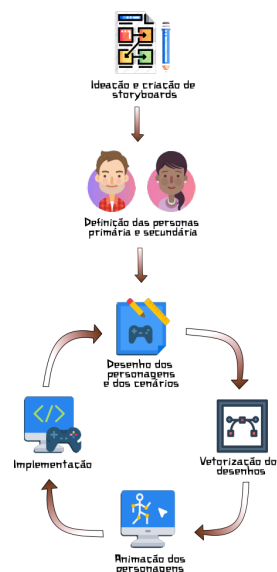 Ideação e criação de
storyboards
Definição das personas
primária e secundária
Desenho dos
personagens
e dos cenários
Vetorização do
desenhos
Animação dos
personagens
Implementação